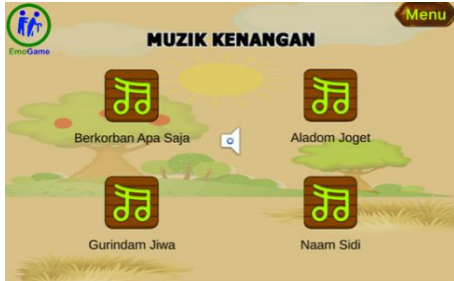 Menu
EmoGame
MUZIK KENANGAN
Berkorban Apa Saja
Aladom Joget
Gurindam Jiwa
Naam Sidi